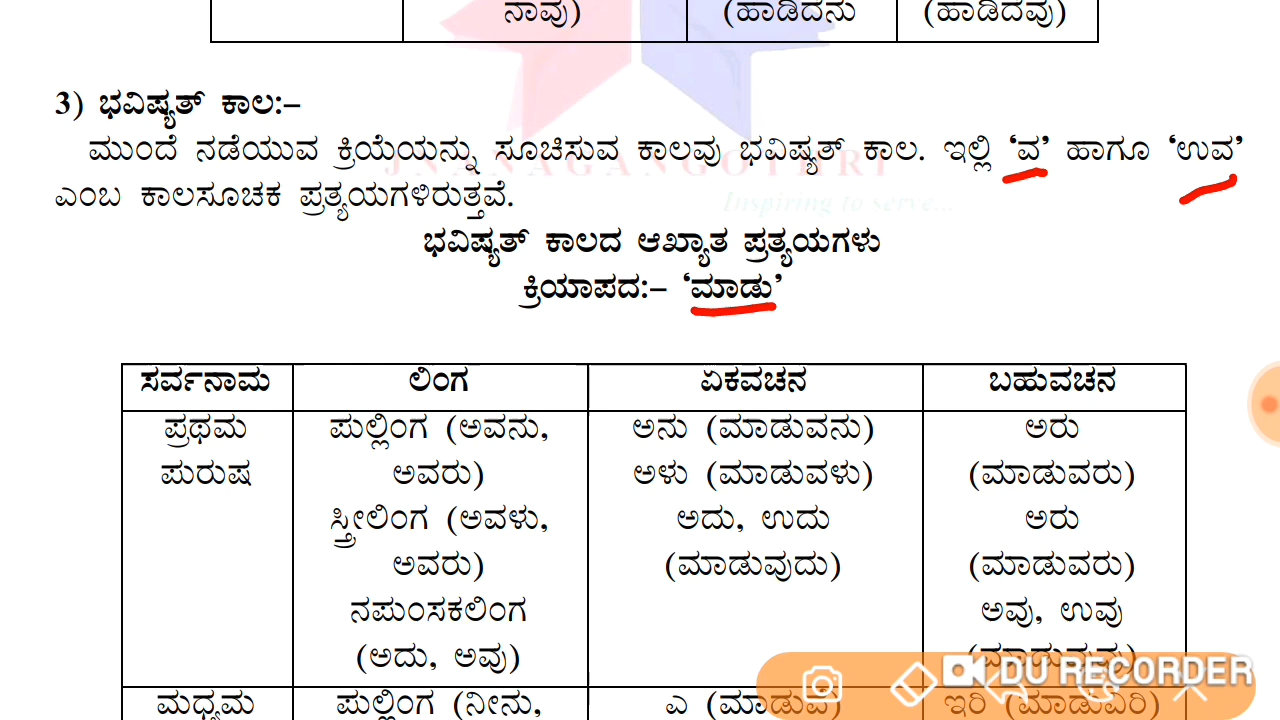 ನಾವು) (ಹಾಡಿದನು (ಹಾಡಿದೆವು)
3) ಭವಿಷ್ಯತ್ ಕಾಲ:–
ಮುಂದೆ ನಡೆಯುವ ಕ್ರಿಯೆಯನ್ನು ಸೂಚಿಸುವ ಕಾಲವು ಭವಿಷ್ಯತ್ ಕಾಲ. ಇಲ್ಲಿ ‘ವ’ ಹಾಗೂ ‘ಉವ’
JNANAGANGOTHRI
ಎಂಬ ಕಾಲಸೂಚಕ ಪ್ರತ್ಯಯಗಳಿರುತ್ತವೆ.
Inspiring to serve...
ಭವಿಷ್ಯತ್ ಕಾಲದ ಆಖ್ಯಾತ ಪ್ರತ್ಯಯಗಳು
ಕ್ರಿಯಾಪದ:– ‘ಮಾಡು’
ಸರ್ವನಾಮ ಲಿಂಗ ಏಕವಚನ ಬಹುವಚನ
ಪ್ರಥಮ ಪುಲ್ಲಿಂಗ (ಅವನು, ಅನು (ಮಾಡುವನು) ಅರು
ಪುರುಷ ಅವರು) ಅಳು (ಮಾಡುವಳು) (ಮಾಡುವರು)
ಸ್ತ್ರೀಲಿಂಗ (ಅವಳು, ಅದು, ಉದು ಅರು
ಅವರು) (ಮಾಡುವುದು) (ಮಾಡುವರು)
ನಪುಂಸಕಲಿಂಗ ಅವು, ಉವು
(ಅದು, ಅವು)
DU RECORDER
ಮಧ್ಯಮ ಪುಲ್ಲಿಂಗ (ನೀನು, ಎ (ಮಾಡುವೆ) ಇರಿ (ಮಾಡುವಿರಿ)